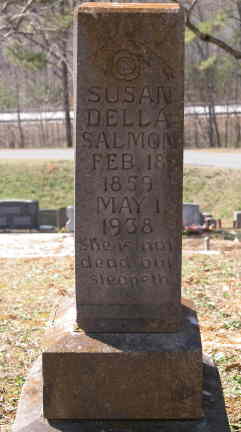 SUSAN
DELLA
SALMON
FEB. 18
1859
MAY 1
1938
she is not
dead but
sleepeth